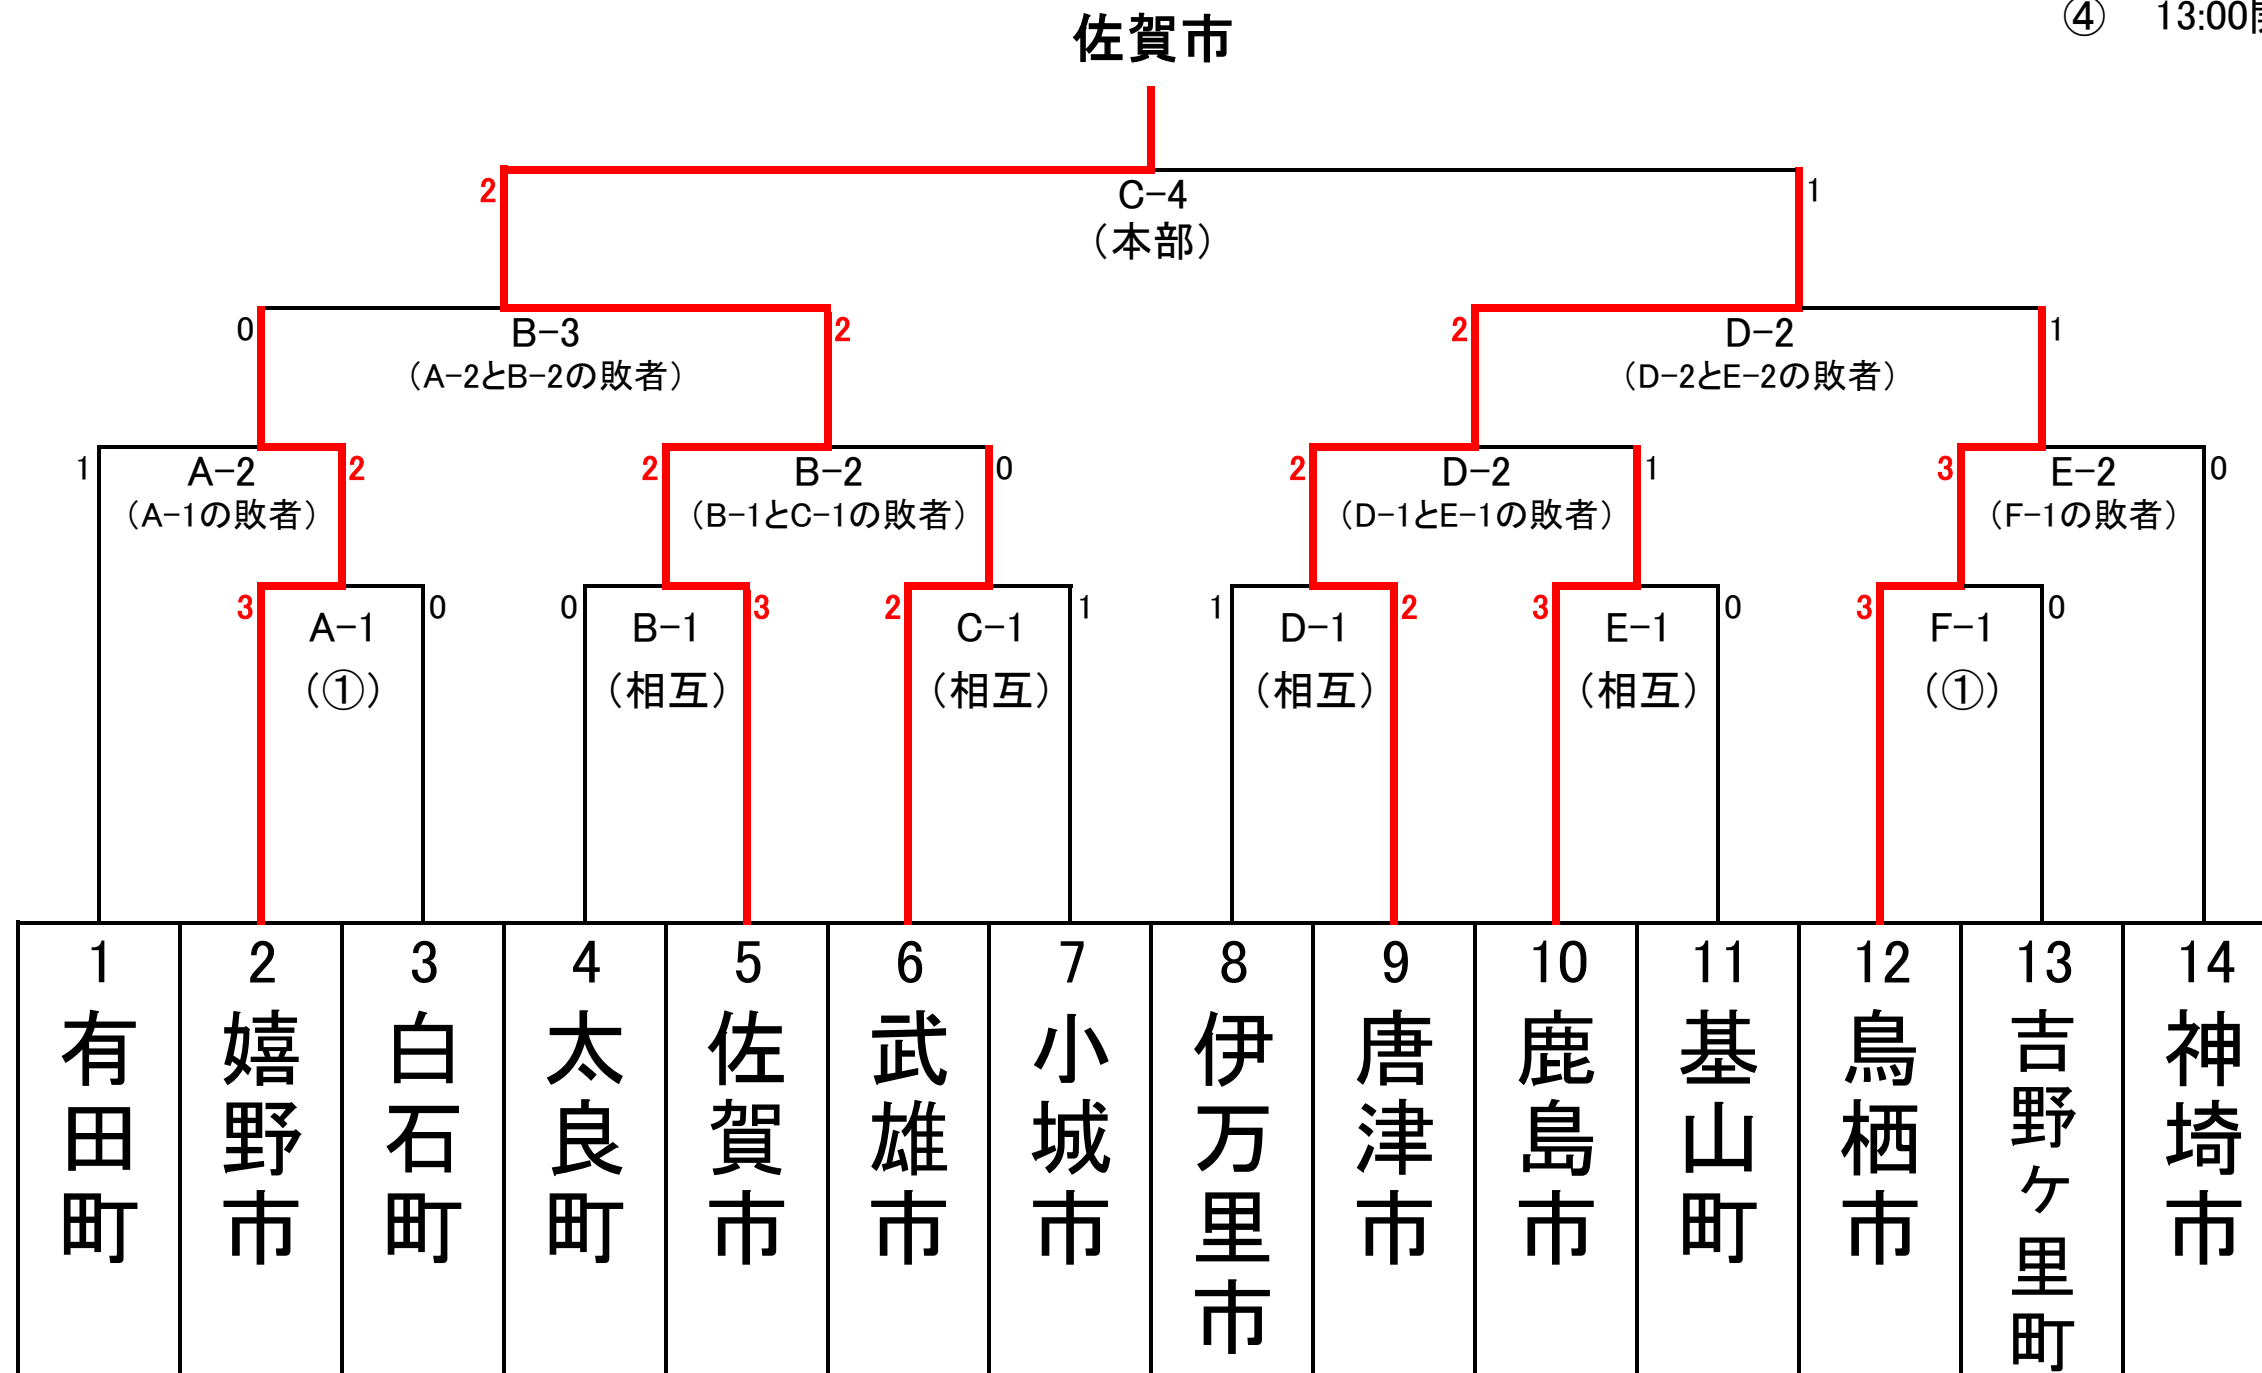 ④ 13:00
佐賀市
2 C-4 1
（本部）
0 B-3 2 2 D-2 1
（A-2とB-2の敗者） （D-2とE-2の敗者）
1 A-2 2 2 B-2 0 2 D-2 1 3 E-2 0
（A-1の敗者） （B-1とC-1の敗者） （D-1とE-1の敗者） （F-1の敗者）
3 A-1 0 0 B-1 3 2 C-1 1 1 D-1 2 3 E-1 0 3 F-1 0
（①） （相互） （相互） （相互） （相互） （①）
1 2 3 4 5 6 7 8 9 10 11 12 13 14
有田町
嬉野市
白石町
太良町
佐賀市
武雄市
小城市
伊万里市
唐津市
鹿島市
基山町
鳥栖市
吉野ケ里町
神埼市